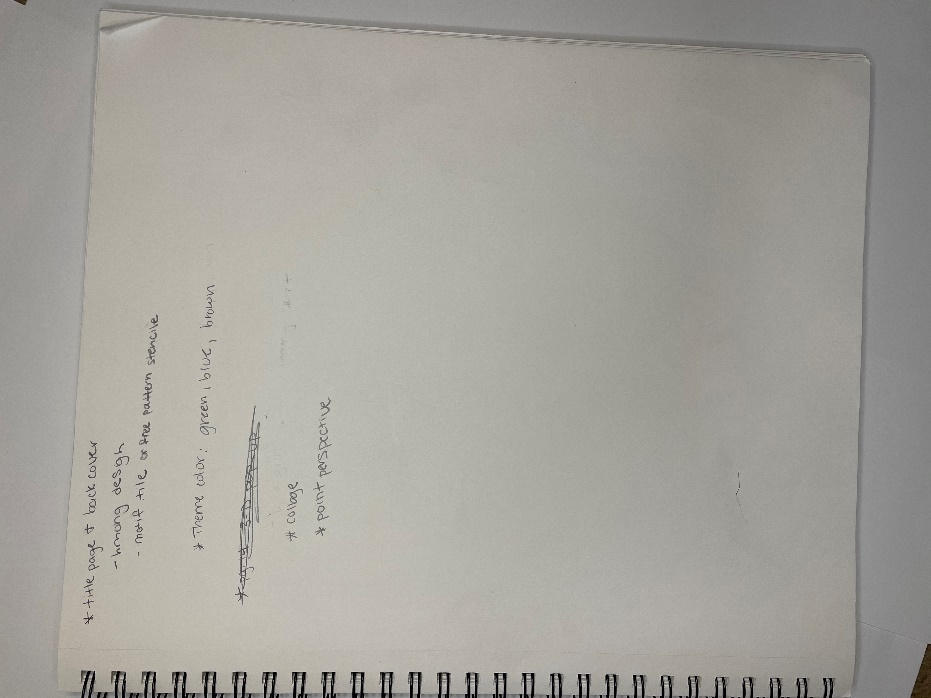 * title page + back cover
- hmong design
- motif tile or tree pattern stencile
* Theme color: green, blue, brown
* collage
* point perspective